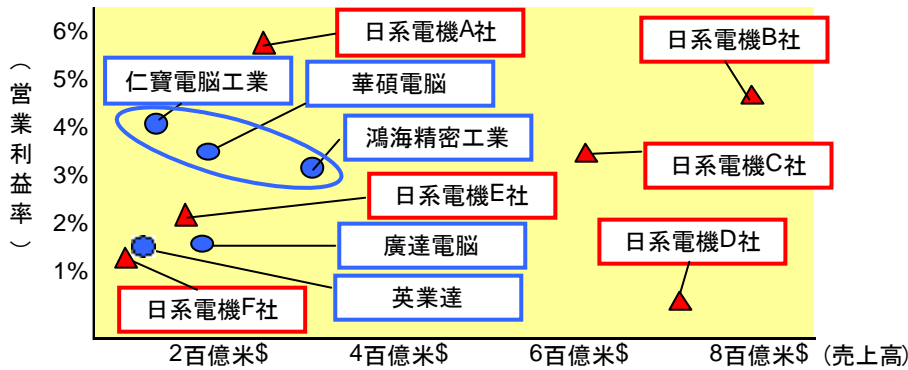 6%
5%
4%
3%
2%
1%
（営業利益率）
日系電機A社
日系電機B社
仁寶電脳工業
華碩電脳
鴻海精密工業
日系電機C社
日系電機E社
廣達電脳
日系電機D社
英業達
日系電機F社
2百億米$
4百億米$
6百億米$
8百億米$
(売上高)